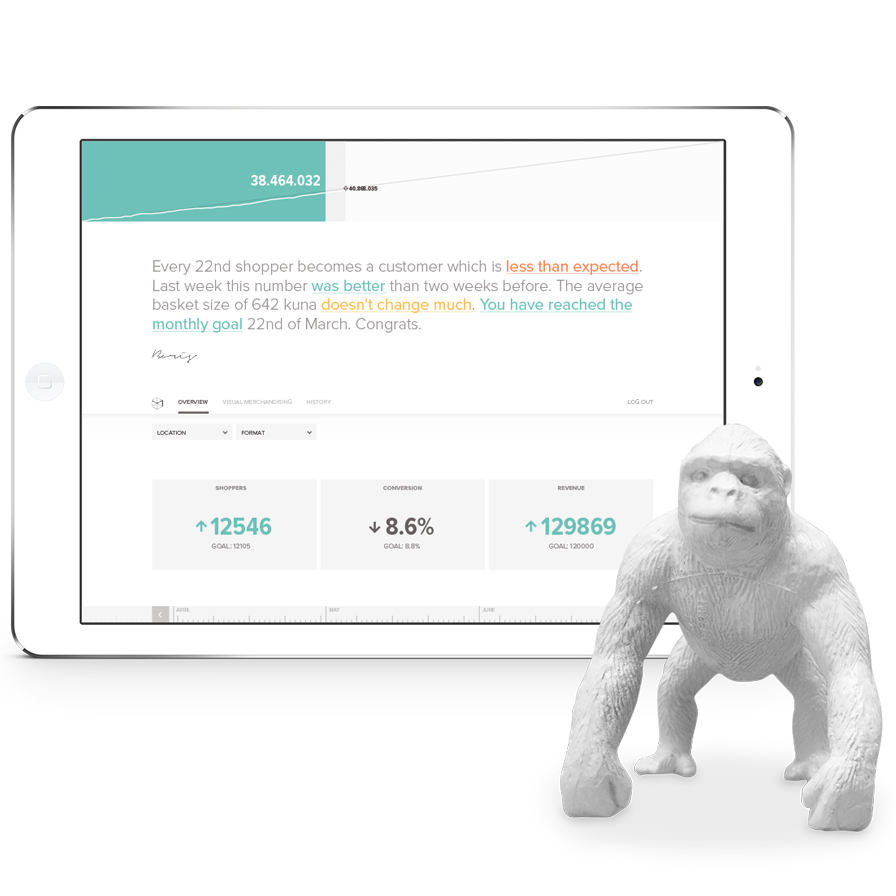 38.464.032
40.888.035
Every 22nd shopper becomes a customer which is less than expected.
Last week this number was better than two weeks before. The average
basket size of 642 kuna doesn't change much. You have reached the
monthly goal 22nd of March. Congrats.
Boris
OVERVIEW VISUAL MERCHANDISING HISTORY LOG OUT
LOCATION FORMAT
SHOPPERS CONVERSION REVENUE
12546 8.6% 129869
GOAL: 12105 GOAL: 8.8% GOAL: 120000
APRIL MAY JUNE